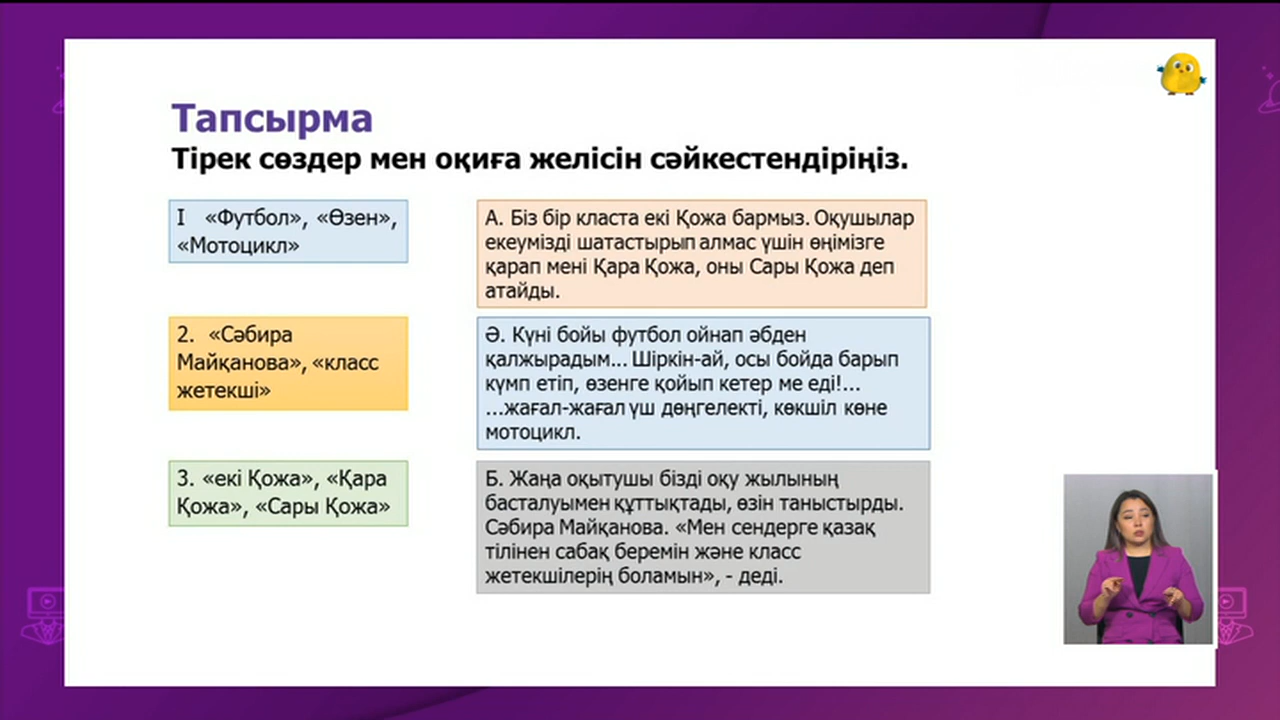 Тапсырма
Тірек сөздер мен оқиға желісін сәйкестендіріңіз.
І «Футбол», «Өзен»,
«Мотоцикл»
2. «Сәбира
Майқанова», «класс
жетекші»
3. «екі Қожа», «Қара
Қожа», «Сары Қожа»
А. Біз бір класта екі Қожа бармыз. Оқушылар
екеумізді шатастырып алмас үшін өңімізге
қарап мені Қара Қожа, оны Сары Қожа деп
атайды.
Ә. Күні бойы футбол ойнап әбден
қалжырадым... Шіркін-ай, осы бойда барып
күмп етіп, өзенге қойып кетер ме еді!...
...жағал-жағал үш дөңгелекті, көкшіл көне
мотоцикл.
Б. Жаңа оқытушы бізді оқу жылының
басталуымен құттықтады, өзін таныстырды.
Сәбира Майқанова. «Мен сендерге қазақ
тілінен сабақ беремін және класс
жетекшілерің боламын», - деді.